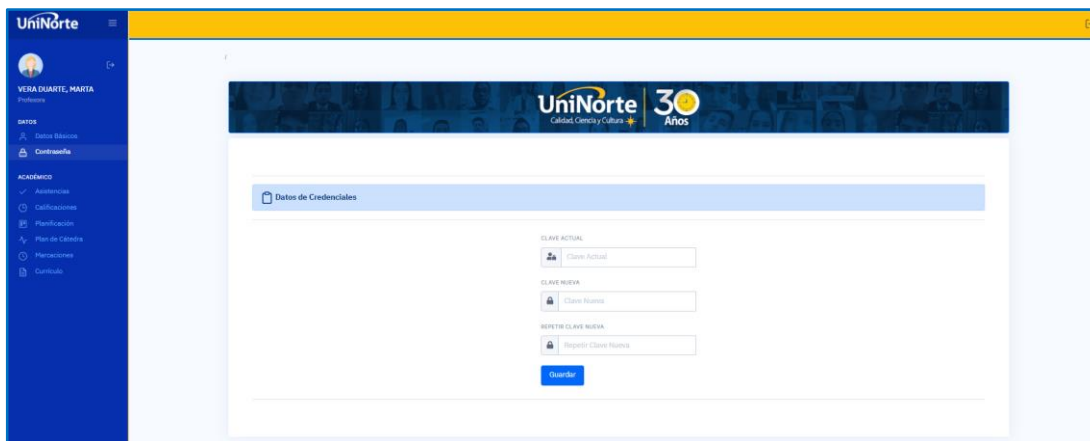 UniNorte
VERA DUARTE, MARTA
Profesora
DATOS
Datos Básicos
Contraseña
ACADÉMICO
Asistencias
Calificaciones
Planificación
Plan de Cátedra
Marcaciones
Currículo
UniNorte 30
Calidad, Ciencia y Cultura Años
Datos de Credenciales
CLAVE ACTUAL
Clave Actual
CLAVE NUEVA
Clave Nueva
REPETIR CLAVE NUEVA
Repetir Clave Nueva
Guardar